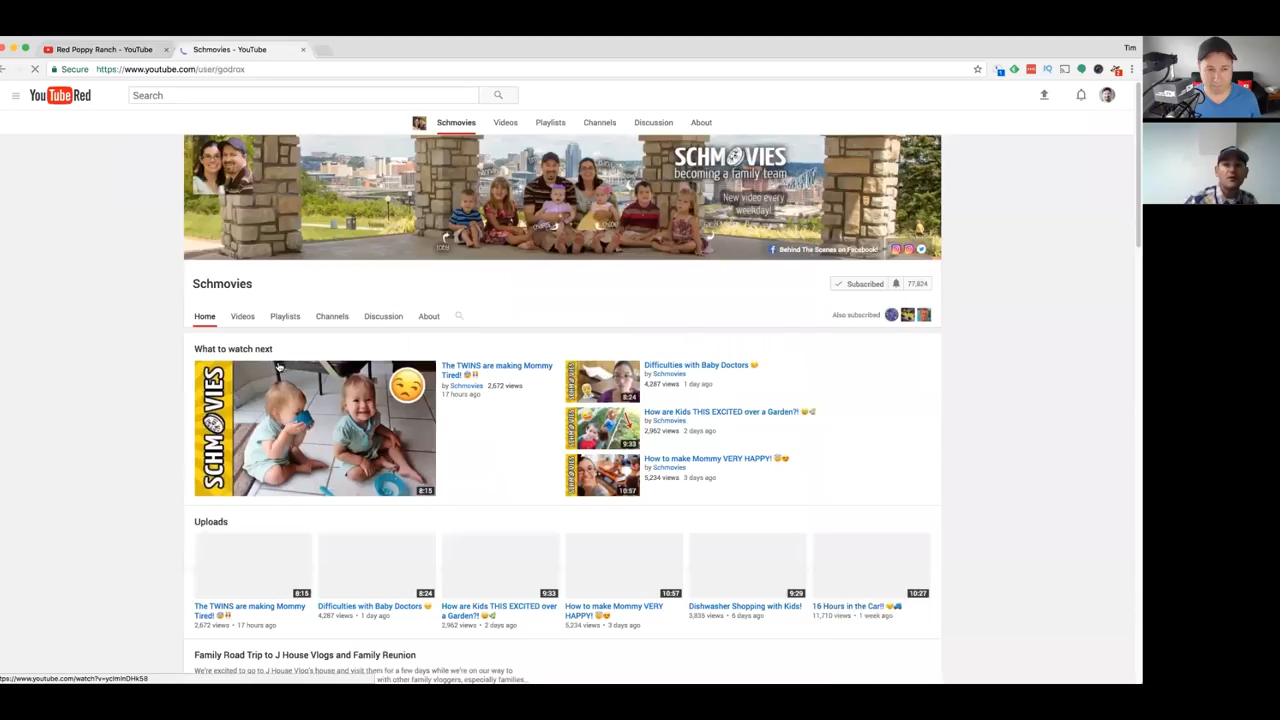 Red Poppy Ranch - YouTube
Schmovies - YouTube
Tim
Secure
https://www.youtube.com/user/godrox
YouTube Red
Search
Schmovies
Videos
Playlists
Channels
Discussion
About
SCHMOVIES
becoming a family team
New video every
weekday!
Behind The Scenes on Facebook!
Schmovies
Subscribed
77,824
Home
Videos
Playlists
Channels
Discussion
About
Also subscribed
What to watch next
SCHMOVIES
8:15
The TWINS are making Mommy
Tired!
by Schmovies 2,672 views
17 hours ago
8:24
Difficulties with Baby Doctors
by Schmovies
4,287 views 1 day ago
9:33
How are Kids THIS EXCITED over a Garden?!
by Schmovies
2,962 views 2 days ago
10:57
How to make Mommy VERY HAPPY!
by Schmovies
5,234 views 3 days ago
Uploads
8:15
8:24
9:33
10:57
9:29
10:27
The TWINS are making Mommy
Tired!
2,672 views • 17 hours ago
Difficulties with Baby Doctors
4,287 views • 1 day ago
How are Kids THIS EXCITED over
a Garden?!
2,962 views • 2 days ago
How to make Mommy VERY
HAPPY!
5,234 views • 3 days ago
Dishwasher Shopping with Kids!
3,835 views • 6 days ago
16 Hours in the Car!!
11,710 views • 1 week ago
Family Road Trip to J House Vlogs and Family Reunion
We're excited to go to J House Vlog's house and visit them for a few days while we're on our way to
with other family vloggers, especially families...